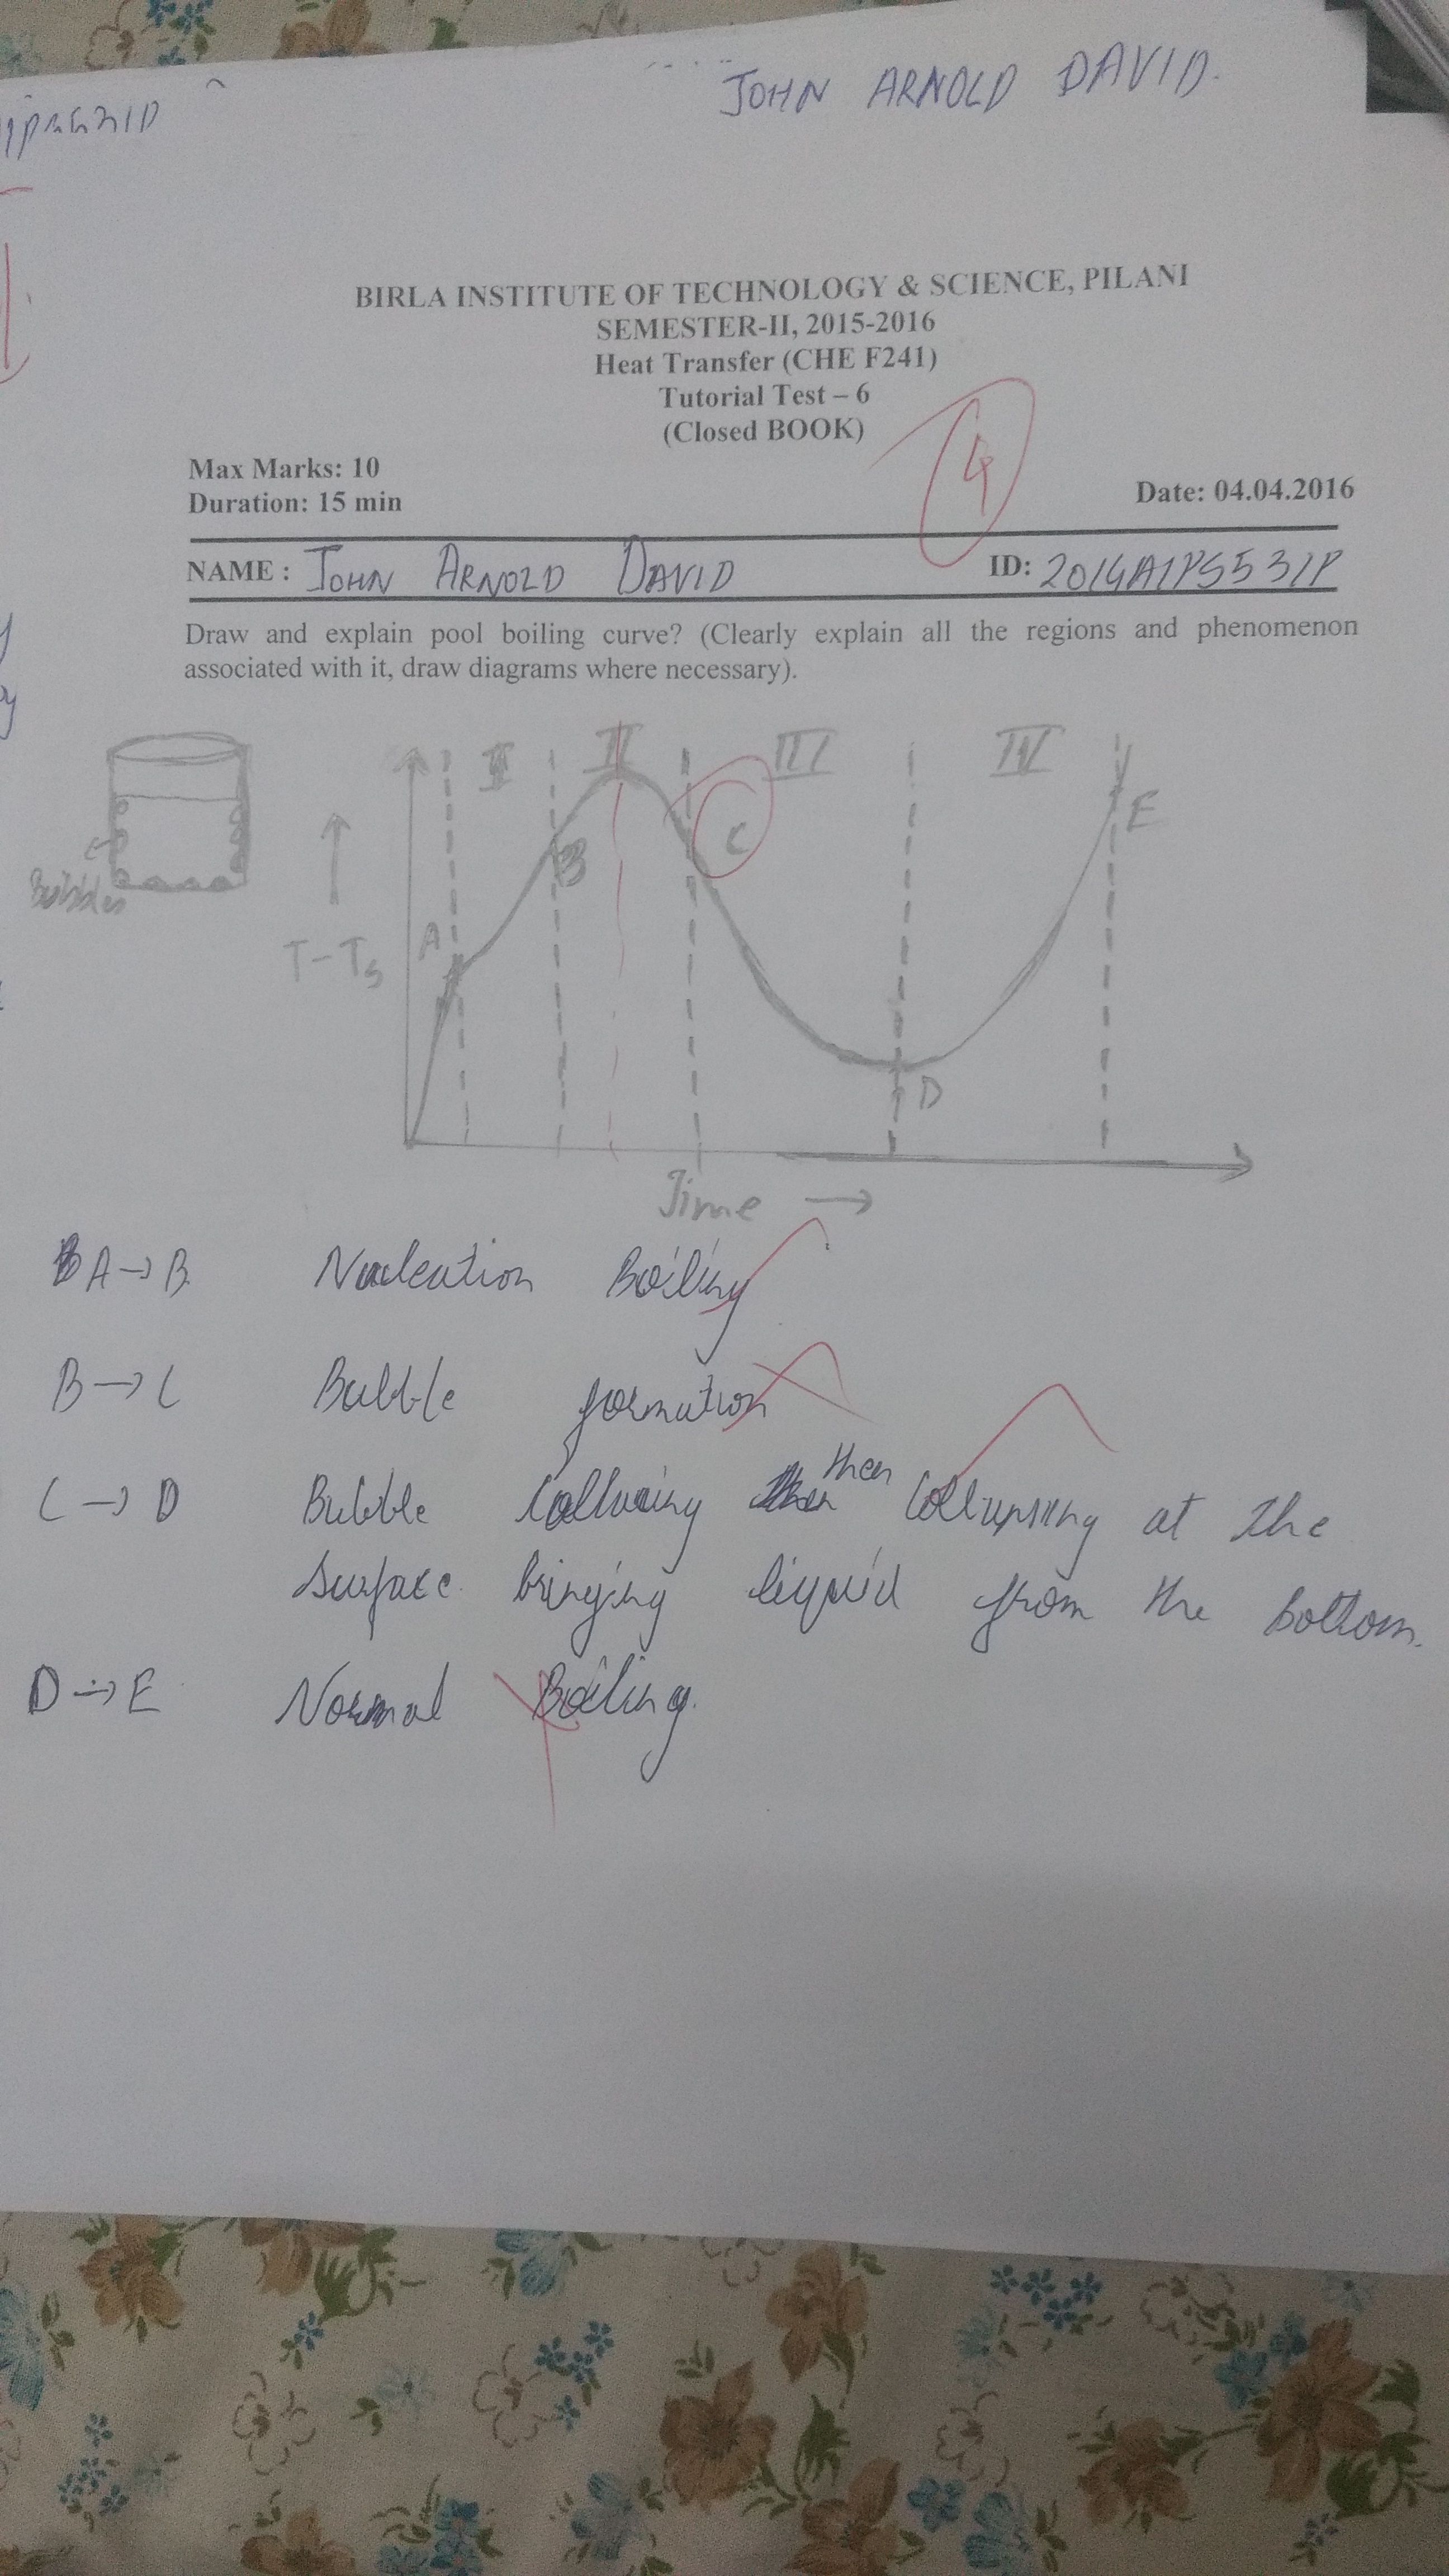 JOHN ARNOLD DAVID.
BIRLA INSTITUTE OF TECHNOLOGY & SCIENCE, PILANI
SEMESTER-II, 2015-2016
Heat Transfer (CHE F241)
Tutorial Test – 6
(Closed BOOK)
4
Max Marks: 10
Duration: 15 min
Date: 04.04.2016
NAME : JOHN ARNOLD DAVID ID: 2014A1PS531P
Draw and explain pool boiling curve? (Clearly explain all the regions and phenomenon
associated with it, draw diagrams where necessary).
II III IV
A B C D E
Bubbles
T-Ts
Time →
A → B Nucleation Boiling
B → C Bubble formation
C → D Bubble then Collapsing at the
surface bringing liquid from the bottom.
D → E Normal Boiling.